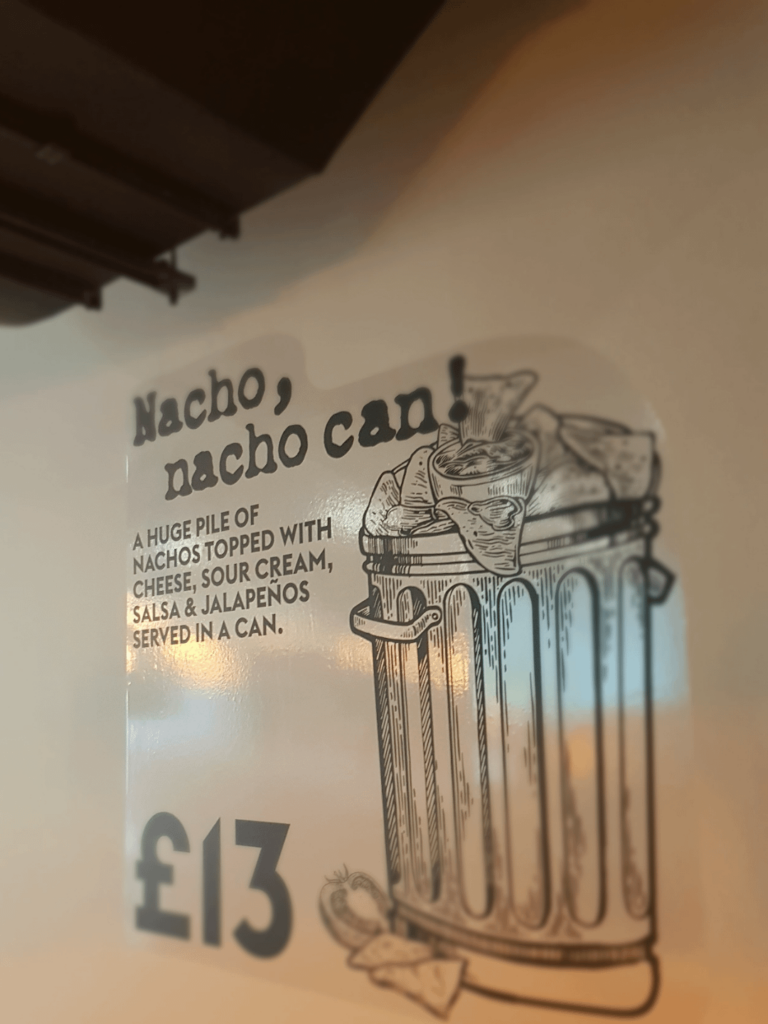 Nacho,
nacho can!
A HUGE PILE OF
NACHOS TOPPED WITH
CHEESE, SOUR CREAM,
SALSA & JALAPEÑOS
SERVED IN A CAN.
£13